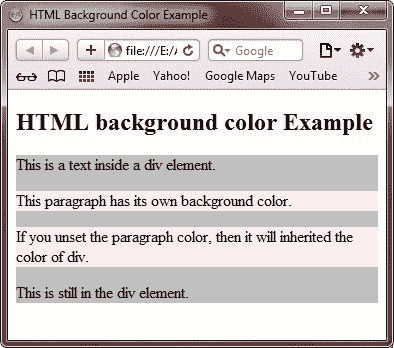 HTML Background Color Example
file:///E:/
Google
Apple Yahoo! Google Maps YouTube
HTML background color Example
This is a text inside a div element.
This paragraph has its own background color.
If you unset the paragraph color, then it will inherited the
color of div.
This is still in the div element.